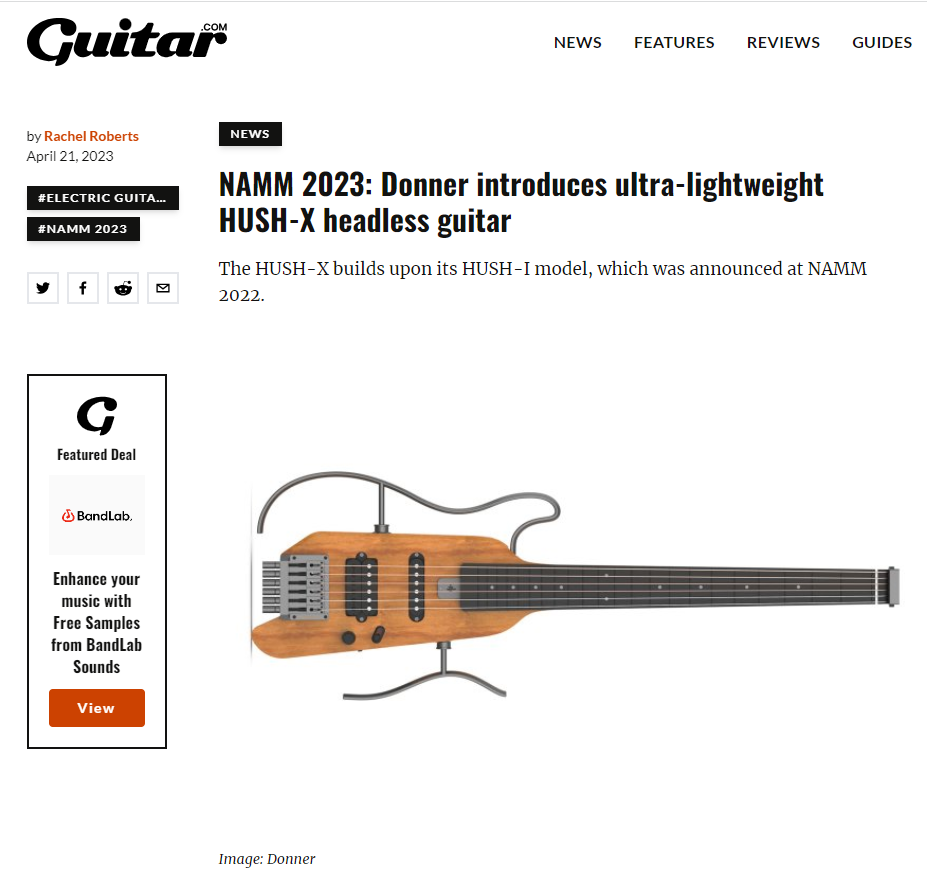 Guitar.COM
NEWS
FEATURES
REVIEWS
GUIDES
by Rachel Roberts
April 21, 2023
#ELECTRIC GUITA...
#NAMM 2023
NEWS
NAMM 2023: Donner introduces ultra-lightweight
HUSH-X headless guitar
The HUSH-X builds upon its HUSH-I model, which was announced at NAMM
2022.
G
Featured Deal
BandLab.
Enhance your
music with
Free Samples
from BandLab
Sounds
View
Image: Donner